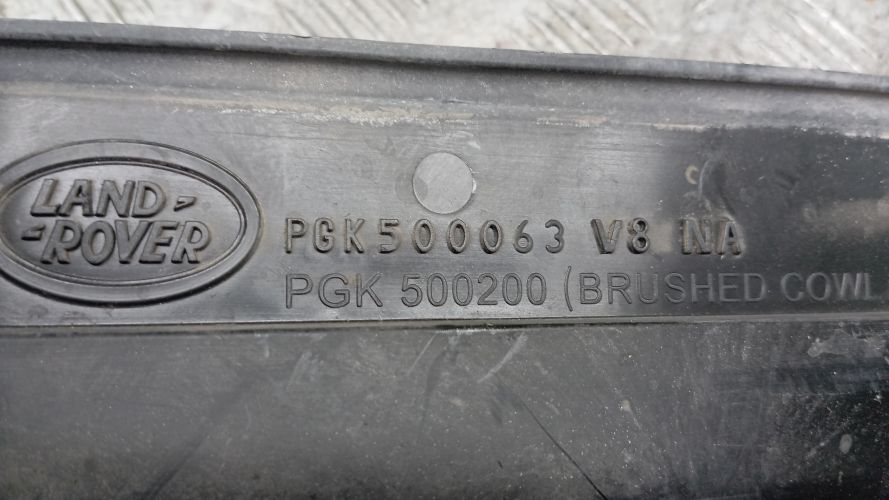 LAND-
-ROVER
PGK500063 V8 NA
PGK 500200 (BRUSHED COWL